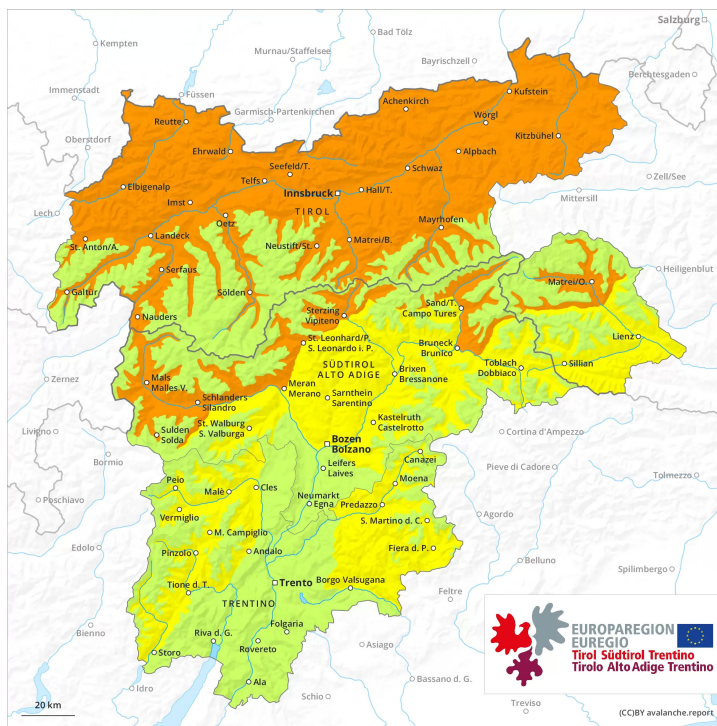 Salzburg
Kempten
Bad Tölz
Murnau/Staffelsee
Bayrischzell
Berchtesgaden
Immenstadt
Füssen
Garmisch-Partenkirchen
Achenkirch
Kufstein
Reutte
Wörgl
Oberstdorf
Ehrwald
Kitzbühel
Seefeld/T.
Alpbach
Schwaz
Telfs
Zell/See
Elbigenalp
Innsbruck
Hall/T.
Mittersill
Imst
TIROL
Lech
Oetz
Mayrhofen
St. Anton/A.
Landeck
Neustift/St.
Matrei/B.
Serfaus
Heiligenblut
Galtür
Sölden
Matrei/O.
Sand/T.
Campo Tures
Nauders
Sterzing
Vipiteno
Lienz
St. Leonhard/P.
S. Leonardo i. P.
Bruneck
Brunico
SÜDTIROL
ALTO ADIGE
Toblach
Dobbiaco
Sillian
Mals
Malles V.
Brixen
Bressanone
Zernez
Meran
Merano
Schlanders
Silandro
Sarnthein
Sarentino
St. Walburg
S. Valburga
Kastelruth
Castelrotto
Livigno
Sulden
Solda
Cortina d'Ampezzo
Bozen
Bolzano
Bormio
Canazei
Leifers
Laives
Pieve di Cadore
Tolmezzo
Peio
Malè
Cles
Moena
Poschiavo
Neumarkt
Egna
Predazzo
Vermiglio
Agordo
S. Martino d. C.
M. Campiglio
Edolo
Pinzolo
Andalo
Fiera d. P.
Belluno
Spilimbergo
Trento
Tione d. T.
Borgo Valsugana
Feltre
TRENTINO
Folgaria
Bienno
Riva d. G.
Rovereto
Asiago
Storo
Bassano d. G.
Ala
Idro
Schio
Treviso
EUROPAREGION
EUREGIO
Tirol Südtirol Trentino
Tirolo Alto Adige Trentino
20 km
(CC)BY avalanche.report